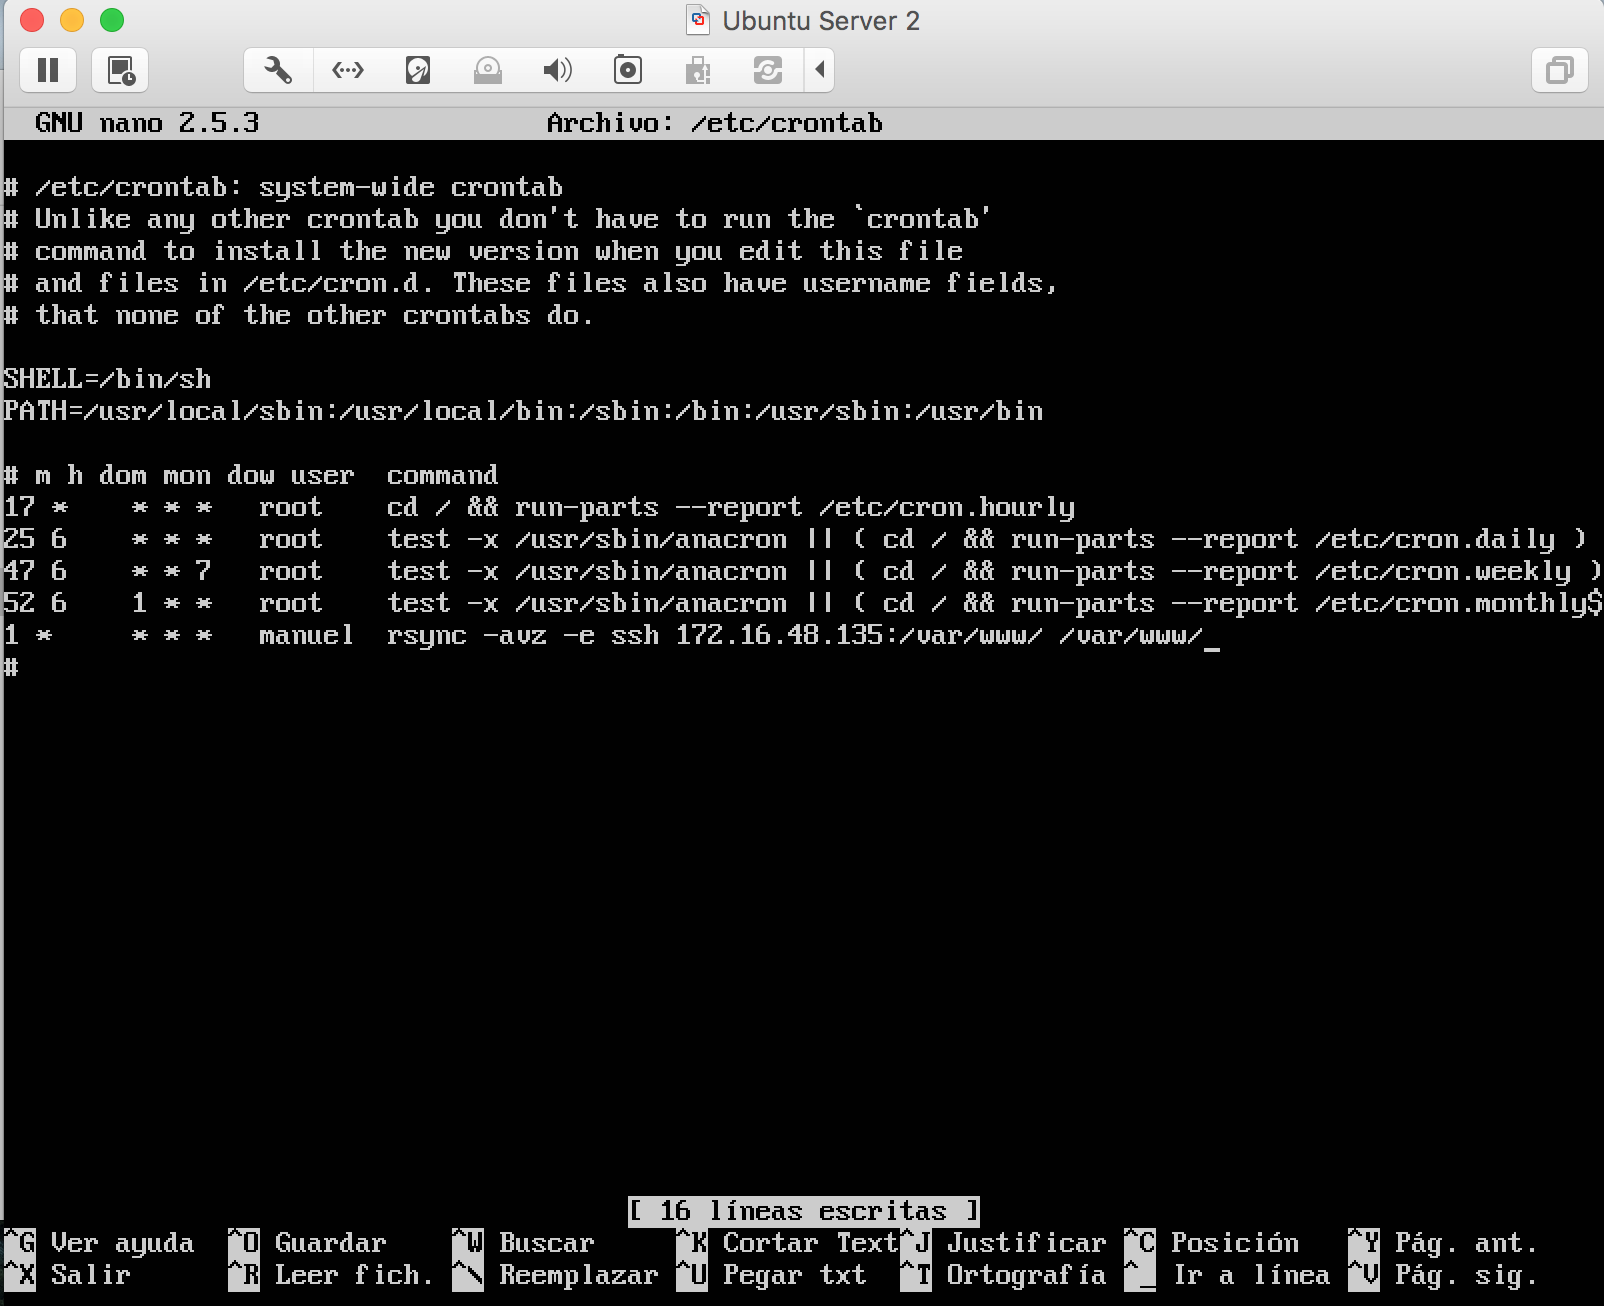 Ubuntu Server 2
GNU nano 2.5.3 Archivo: /etc/crontab
# /etc/crontab: system-wide crontab
# Unlike any other crontab you don't have to run the `crontab'
# command to install the new version when you edit this file
# and files in /etc/cron.d. These files also have username fields,
# that none of the other crontabs do.
SHELL=/bin/sh
PATH=/usr/local/sbin:/usr/local/bin:/sbin:/bin:/usr/sbin:/usr/bin
# m h dom mon dow user  command
17 *    * * *   root    cd / && run-parts --report /etc/cron.hourly
25 6    * * *   root    test -x /usr/sbin/anacron || ( cd / && run-parts --report /etc/cron.daily )
47 6    * * 7   root    test -x /usr/sbin/anacron || ( cd / && run-parts --report /etc/cron.weekly )
52 6    1 * *   root    test -x /usr/sbin/anacron || ( cd / && run-parts --report /etc/cron.monthly$
1 *     * * *   manuel  rsync -avz -e ssh 172.16.48.135:/var/www/ /var/www/
#
[ 16 líneas escritas ]
^G Ver ayuda ^O Guardar ^W Buscar ^K Cortar Text ^J Justificar ^C Posición ^Y Pág. ant.
^X Salir ^R Leer fich. ^\ Reemplazar ^U Pegar txt ^T Ortografía ^_ Ir a línea ^V Pág. sig.